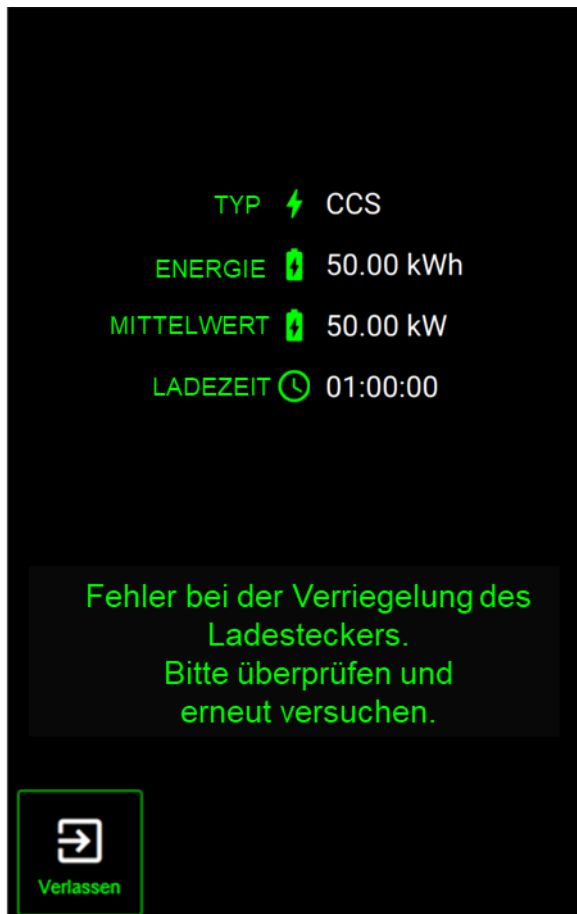 TYP CCS
ENERGIE 50.00 kWh
MITTELWERT 50.00 kW
LADEZEIT 01:00:00
Fehler bei der Verriegelung des
Ladesteckers.
Bitte überprüfen und
erneut versuchen.
Verlassen